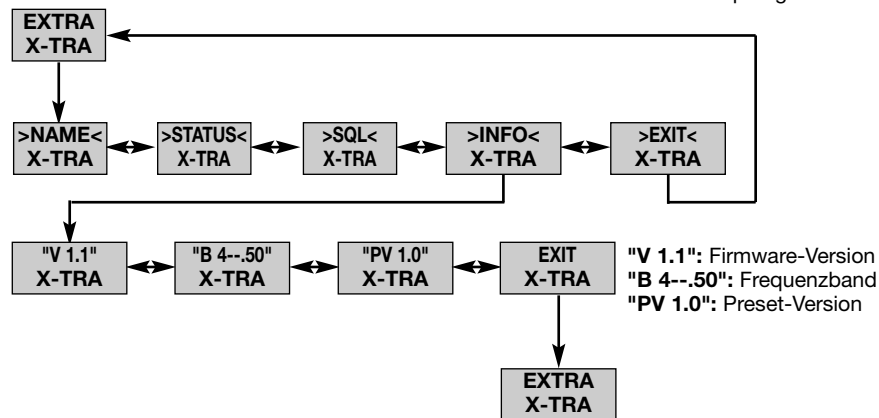 EXTRA
X-TRA
>NAME<
X-TRA
>STATUS<
X-TRA
>SQL<
X-TRA
>INFO<
X-TRA
>EXIT<
X-TRA
"V 1.1"
X-TRA
"B 4--.50"
X-TRA
"PV 1.0"
X-TRA
EXIT
X-TRA
"V 1.1": Firmware-Version
"B 4--.50": Frequenzband
"PV 1.0": Preset-Version
EXTRA
X-TRA